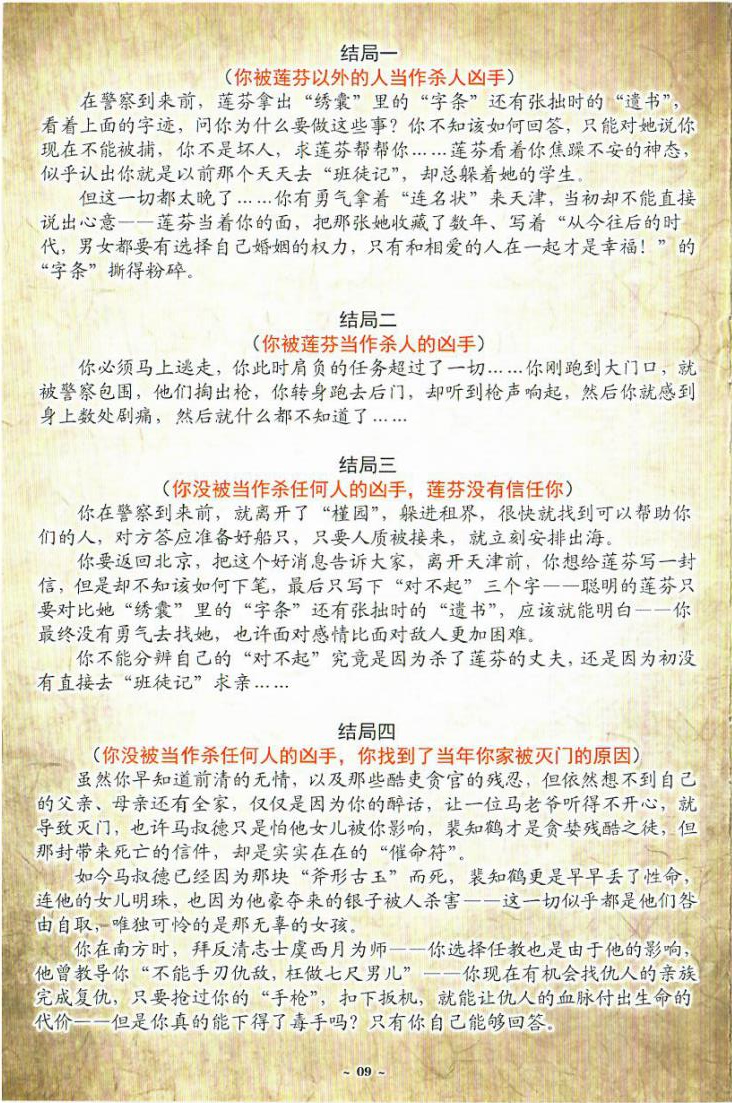 结局一
（你被莲芬以外的人当作杀人凶手）
在警察到来前，莲芬拿出“绣囊”里的“字条”还有张拙时的“遗书”，
看着上面的字迹，问你为什么要做这些事？你不知该如何回答，只能对她说你
现在不能被捕，你不是坏人，求莲芬帮帮你……莲芬看着你焦躁不安的神态，
似乎认出你就是以前那个天天去“班徒记”，却总躲着她的学生。
但这一切都太晚了……你有勇气拿着“连名状”来天津，当初却不能直接
说出心意——莲芬当着你的面，把那张她收藏了数年、写着“从今往后的时
代，男女都要有选择自己婚姻的权力，只有和相爱的人在一起才是幸福！”的
“字条”撕得粉碎。
结局二
（你被莲芬当作杀人的凶手）
你必须马上逃走，你此时肩负的任务超过了一切……你刚跑到大门口，就
被警察包围，他们掏出枪，你转身跑去后门，却听到枪声响起，然后你就感到
身上数处剧痛，然后就什么都不知道了……
结局三
（你没被当作杀任何人的凶手，莲芬没有信任你）
你在警察到来前，就离开了“槿园”，躲进租界，很快就找到可以帮助你
们的人，对方答应准备好船只，只要人质被接来，就立刻安排出海。
你要返回北京，把这个好消息告诉大家，离开天津前，你想给莲芬写一封
信，但是却不知该如何下笔，最后只写下“对不起”三个字——聪明的莲芬只
要对比她“绣囊”里的“字条”还有张拙时的“遗书”，应该就能明白——你
最终没有勇气去找她，也许面对感情比面对敌人更加困难。
你不能分辨自己的“对不起”究竟是因为杀了莲芬的丈夫，还是因为初没
有直接去“班徒记”求亲……
结局四
（你没被当作杀任何人的凶手，你找到了当年你家被灭门的原因）
虽然你早知道前清的无情，以及那些酷吏贪官的残忍，但依然想不到自己
的父亲、母亲还有全家，仅仅是因为你的醉话，让一位马老爷听得不开心，就
导致灭门，也许马叔德只是怕他女儿被你影响，裴知鹤才是贪婪残酷之徒，但
那封带来死亡的信件，却是实实在在的“催命符”。
如今马叔德已经因为那块“斧形古玉”而死，裴知鹤更是早早丢了性命，
连他的女儿明珠，也因为他豪夺来的银子被人杀害——这一切似乎都是他们咎
由自取，唯独可怜的是那无辜的女孩。
你在南方时，拜反清志士虞西月为师——你选择任教也是由于他的影响，
他曾教导你“不能手刃仇敌，枉做七尺男儿”——你现在有机会找仇人的亲族
完成复仇，只要抢过你的“手枪”，扣下扳机，就能让仇人的血脉付出生命的
代价——但是你真的能下得了毒手吗？只有你自己能够回答。
~ 09 ~